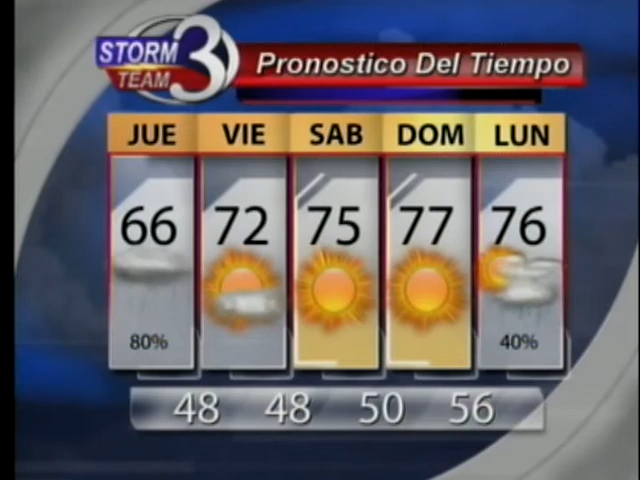 STORM 3
TEAM
Pronostico Del Tiempo
JUE VIE SAB DOM LUN
66 72 75 77 76
80% 40%
48 48 50 56